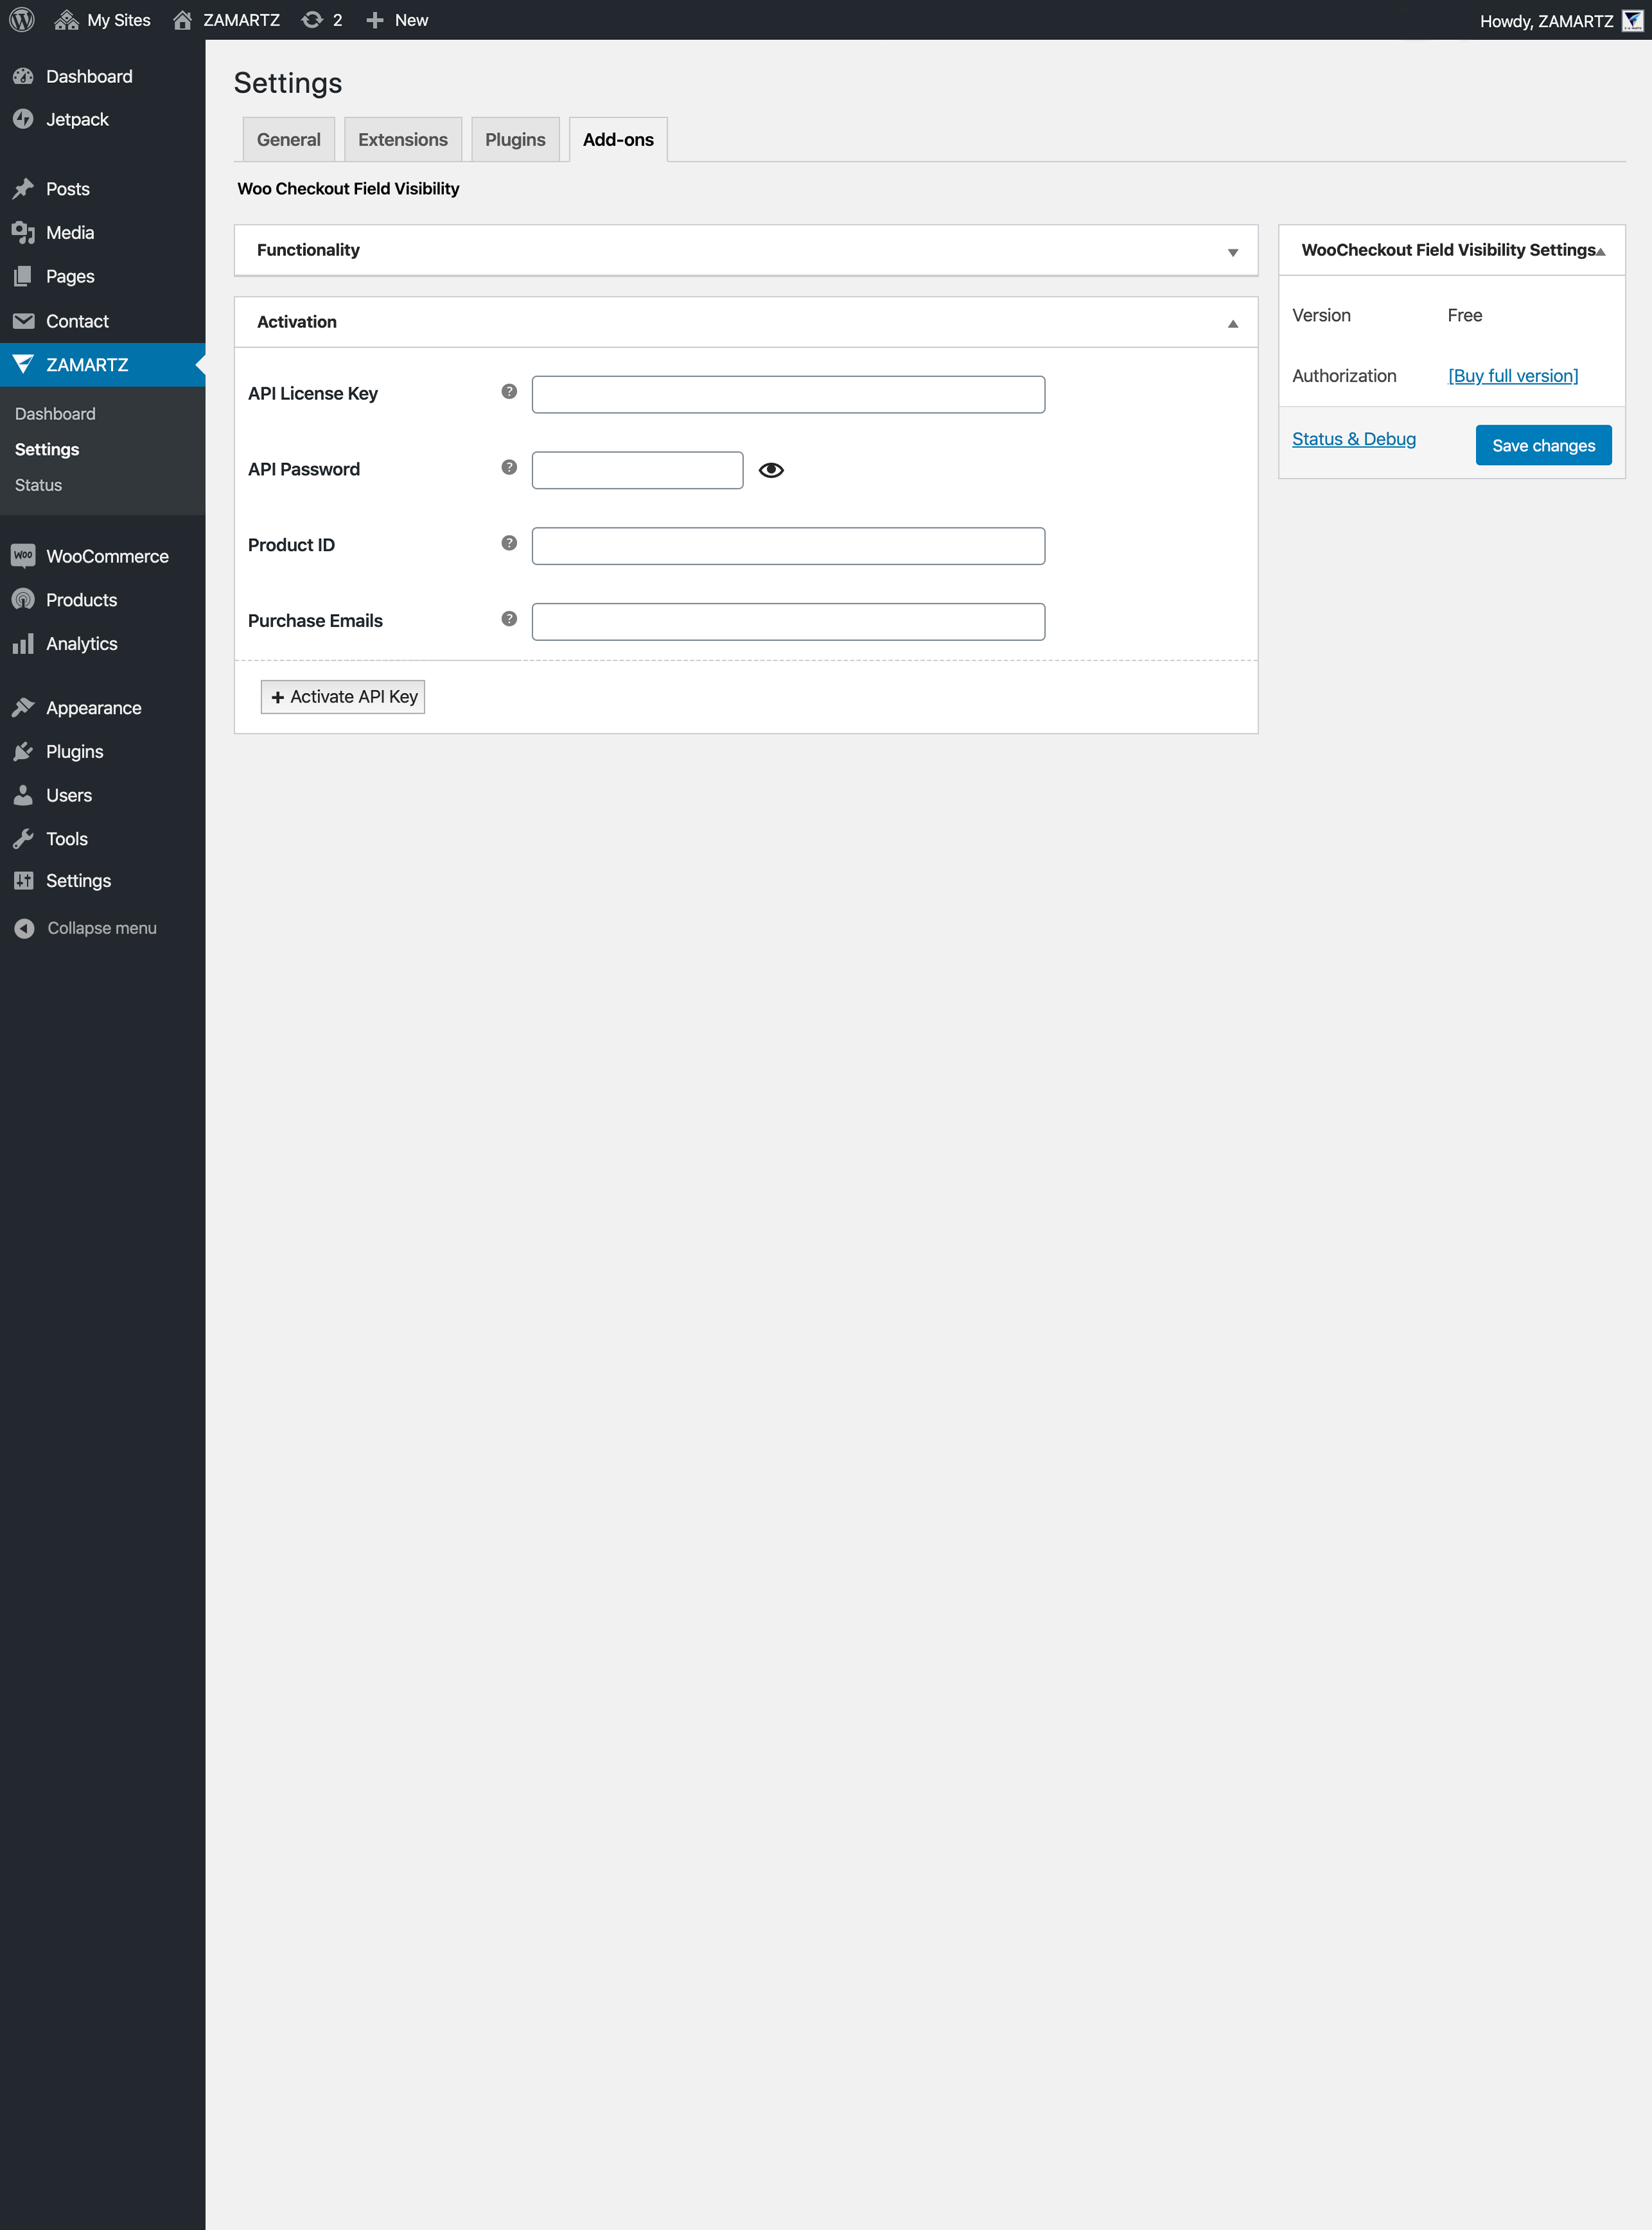 My Sites ZAMARTZ 2 New Howdy, ZAMARTZ
Dashboard
Jetpack
Posts
Media
Pages
Contact
ZAMARTZ
Dashboard
Settings
Status
WooCommerce
Products
Analytics
Appearance
Plugins
Users
Tools
Settings
Collapse menu
Settings
General Extensions Plugins Add-ons
Woo Checkout Field Visibility
Functionality
Activation
API License Key
API Password
Product ID
Purchase Emails
Activate API Key
WooCheckout Field Visibility Settings
Version Free
Authorization [Buy full version]
Status & Debug Save changes